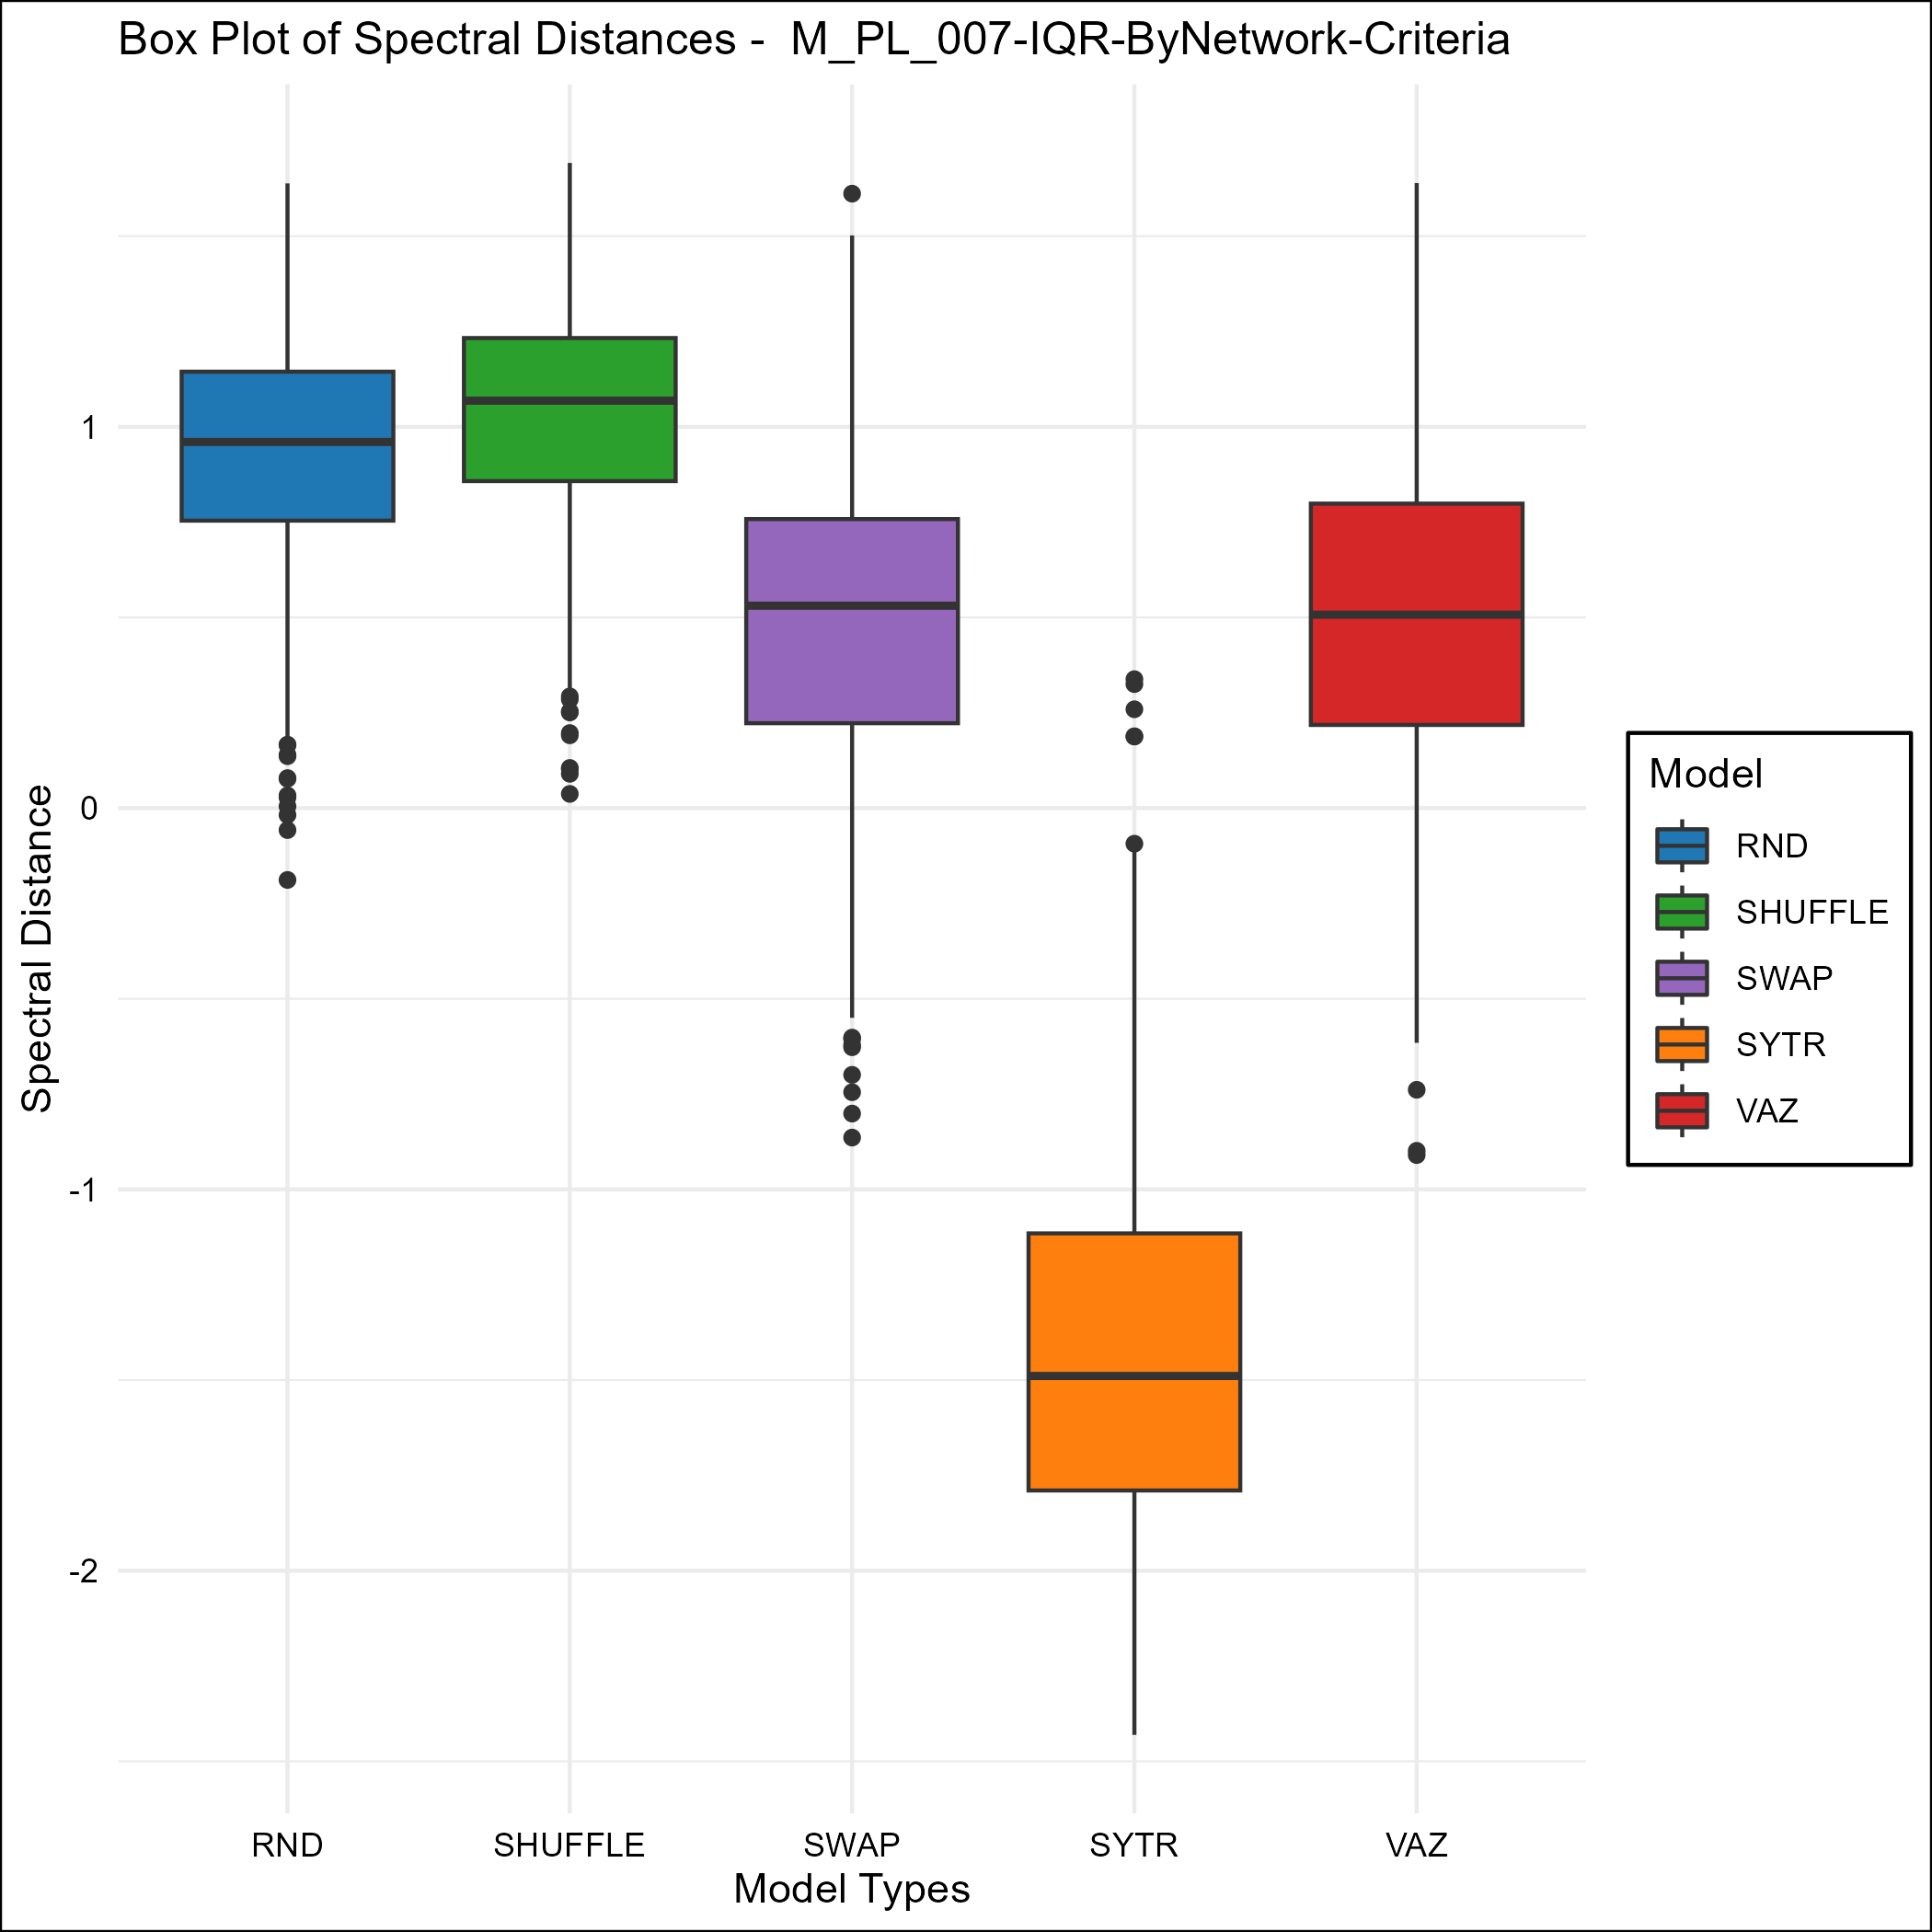 Box Plot of Spectral Distances -  M_PL_007-IQR-ByNetwork-Criteria
Spectral Distance
1
0
-1
-2
RND
SHUFFLE
SWAP
SYTR
VAZ
Model Types
Model
RND
SHUFFLE
SWAP
SYTR
VAZ